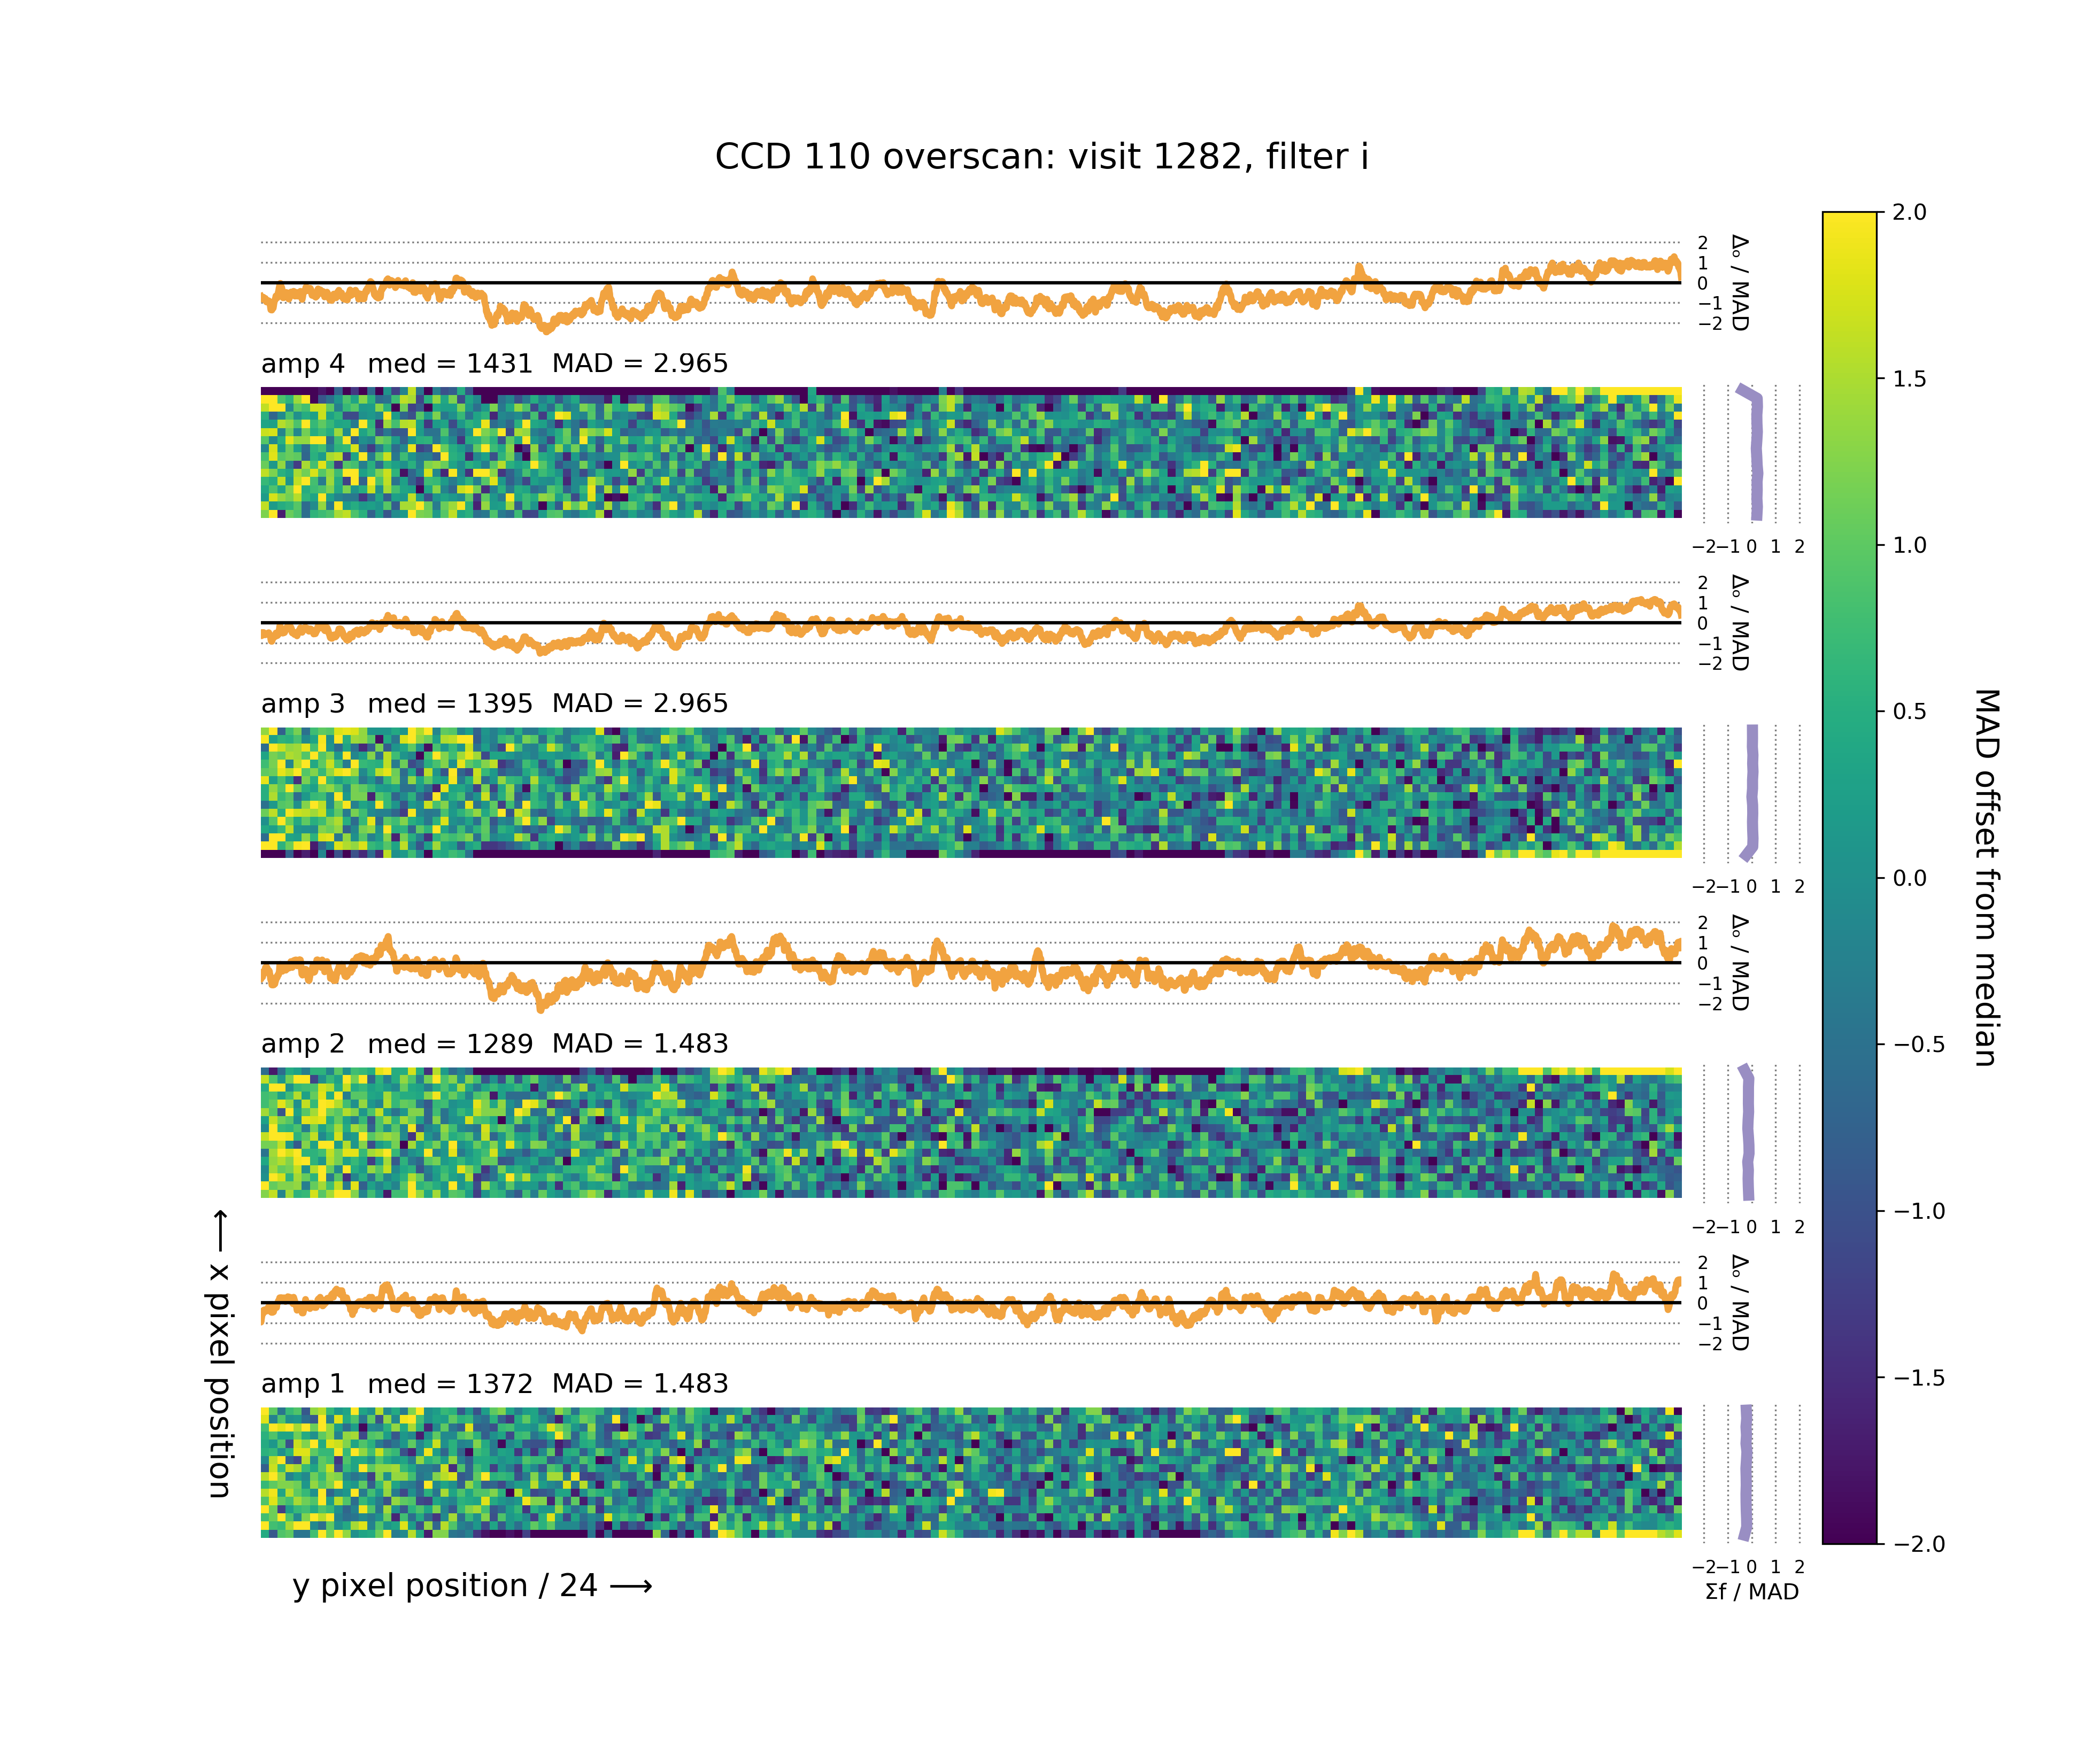 CCD 110 overscan: visit 1282, filter i
2
1
0
−1
−2
Δₒ / MAD
amp 4 med = 1431 MAD = 2.965
−2 −1 0 1 2
2
1
0
−1
−2
Δₒ / MAD
amp 3 med = 1395 MAD = 2.965
−2 −1 0 1 2
2
1
0
−1
−2
Δₒ / MAD
amp 2 med = 1289 MAD = 1.483
−2 −1 0 1 2
2
1
0
−1
−2
Δₒ / MAD
amp 1 med = 1372 MAD = 1.483
−2 −1 0 1 2
Σf / MAD
y pixel position / 24 ⟶
⟵ x pixel position
2.0
1.5
1.0
0.5
0.0
−0.5
−1.0
−1.5
−2.0
MAD offset from median